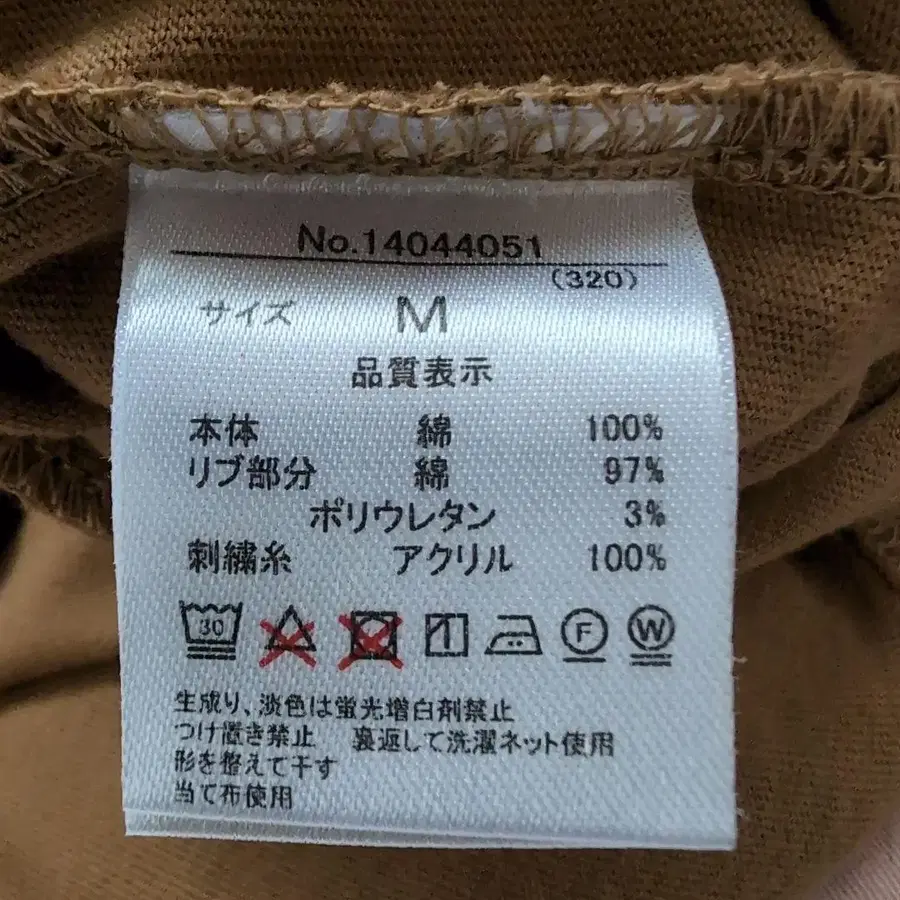 No.14044051
(320)
サイズ M
品質表示
本体 綿 100%
リブ部分 綿 97%
ポリウレタン 3%
刺繍糸 アクリル 100%
30 F W
生成り、淡色は蛍光増白剤禁止
つけ置き禁止 裏返して洗濯ネット使用
形を整えて干す
当て布使用